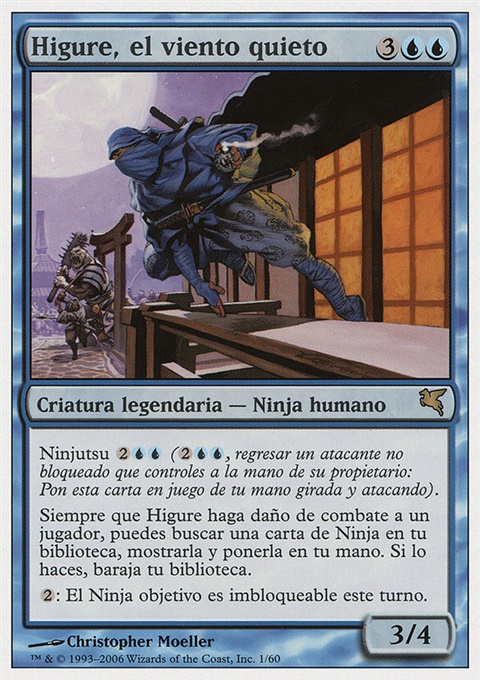 Higure, el viento quieto 3
Criatura legendaria — Ninja humano
Ninjutsu 2 (2, regresar un atacante no
bloqueado que controles a la mano de su propietario:
Pon esta carta en juego de tu mano girada y atacando).
Siempre que Higure haga daño de combate a un
jugador, puedes buscar una carta de Ninja en tu
biblioteca, mostrarla y ponerla en tu mano. Si lo
haces, baraja tu biblioteca.
2: El Ninja objetivo es imbloqueable este turno.
Christopher Moeller
3/4
™ & © 1993–2006 Wizards of the Coast, Inc. 1/60